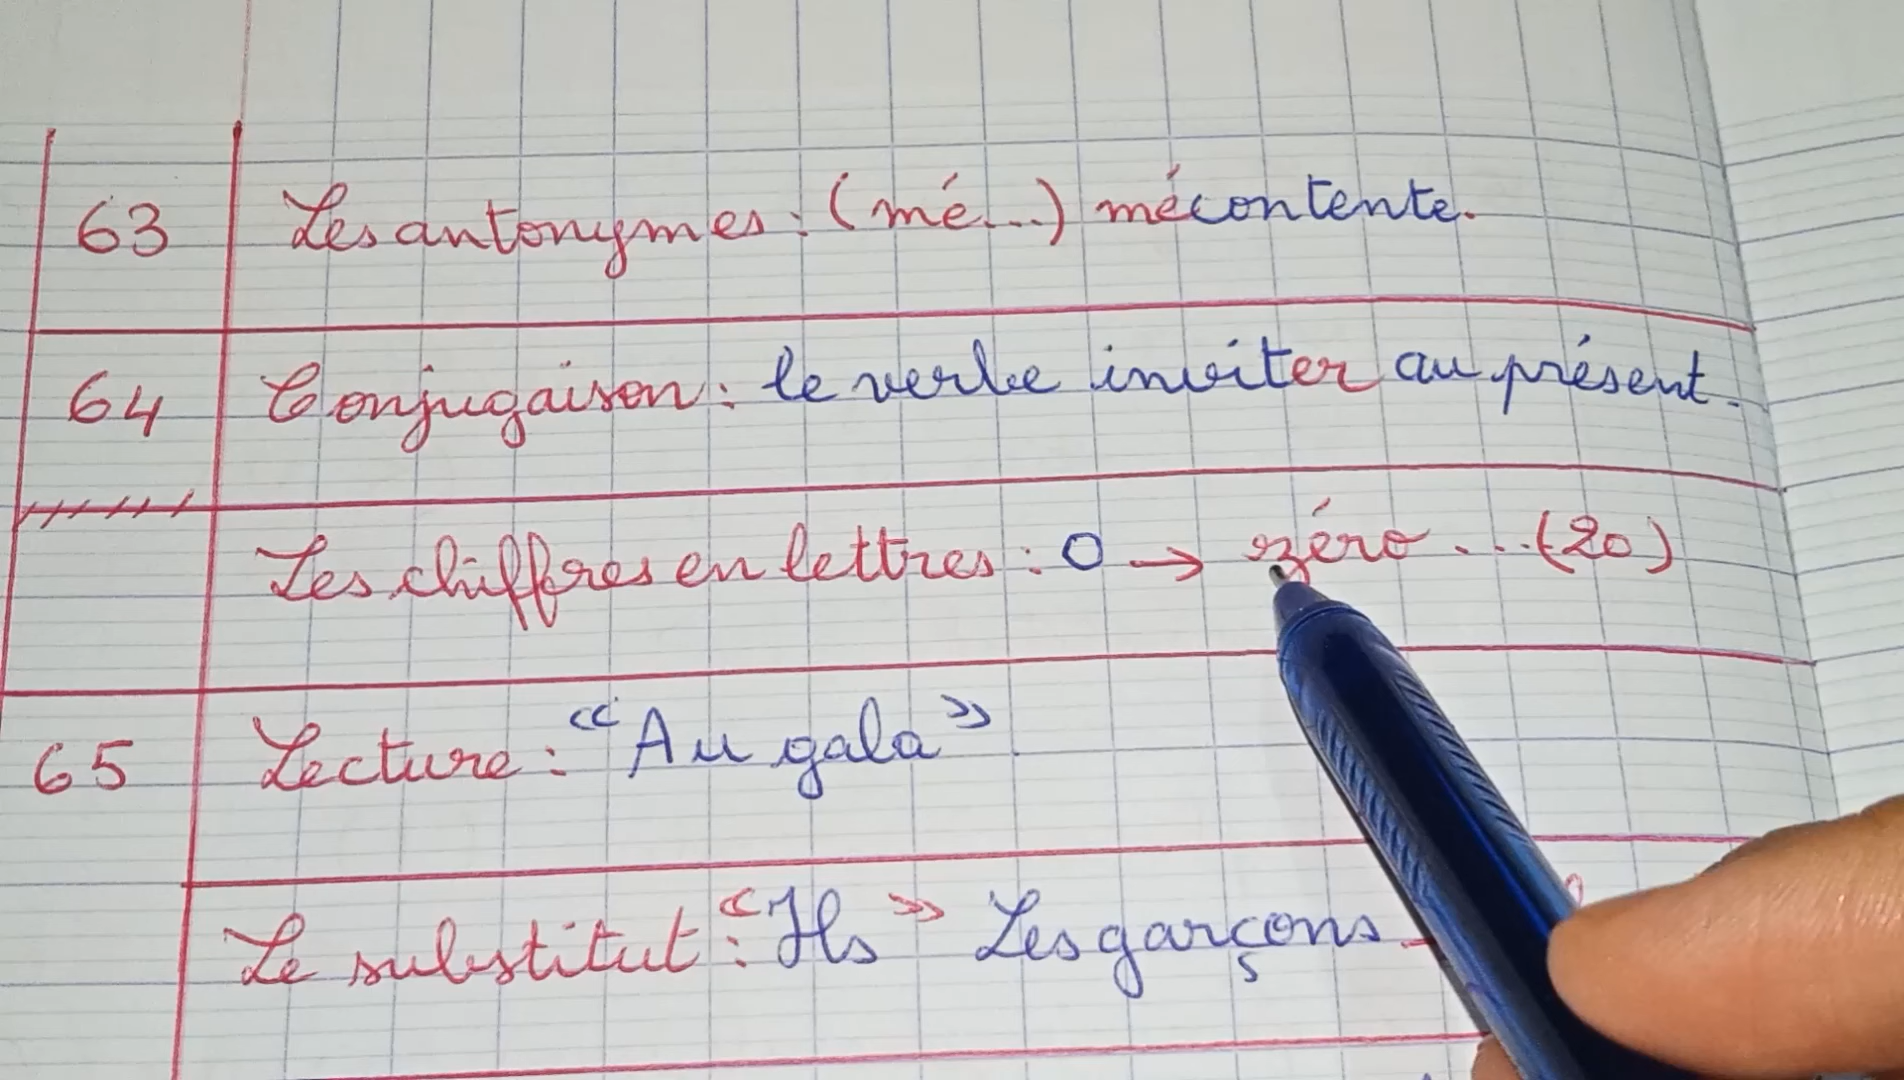 63 Les antonymes : (mé...) mécontente.
64 Conjugaison : le verbe inviter au présent.
Les chiffres en lettres : 0 → zéro...(20)
65 Lecture : « Au gala »
Le substitut : « Ils » Les garçons